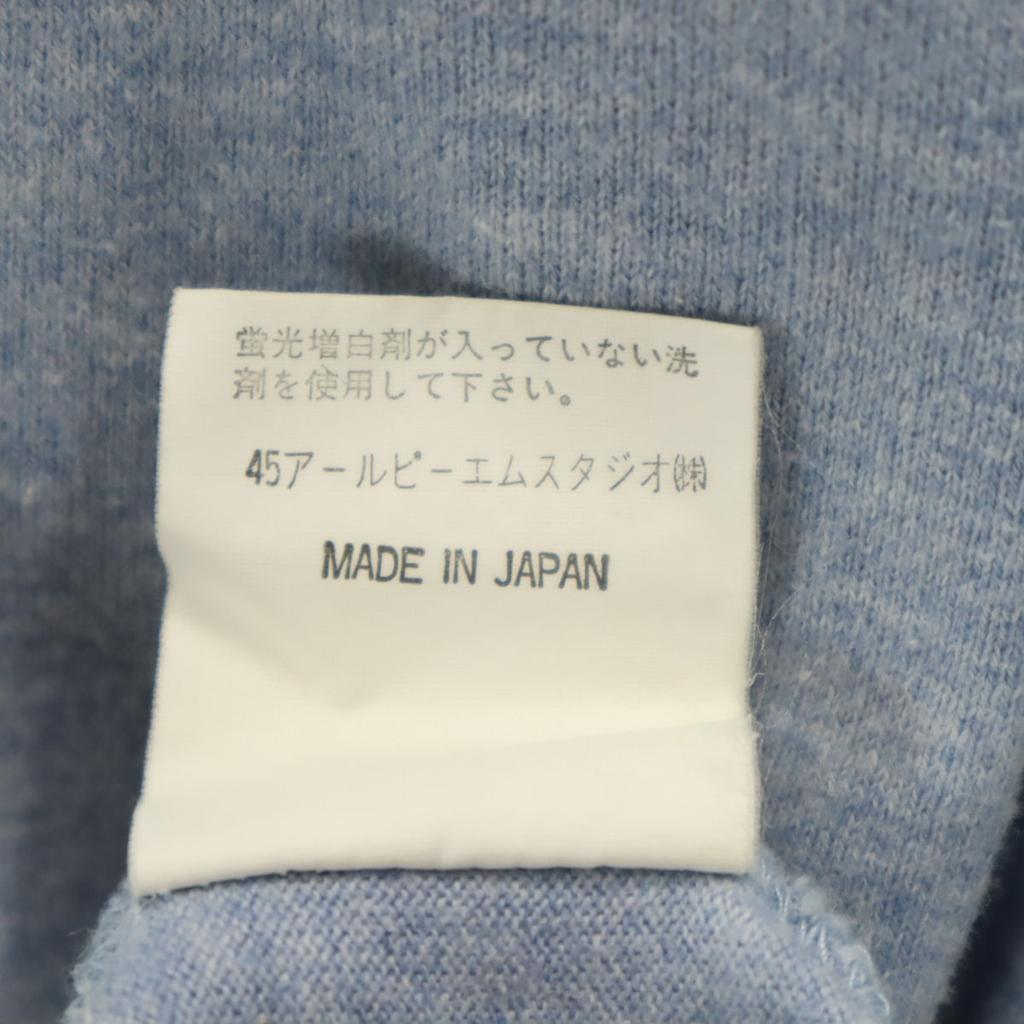 蛍光増白剤が入っていない洗
剤を使用して下さい。
45アールピーエムスタジオ㈱
MADE IN JAPAN